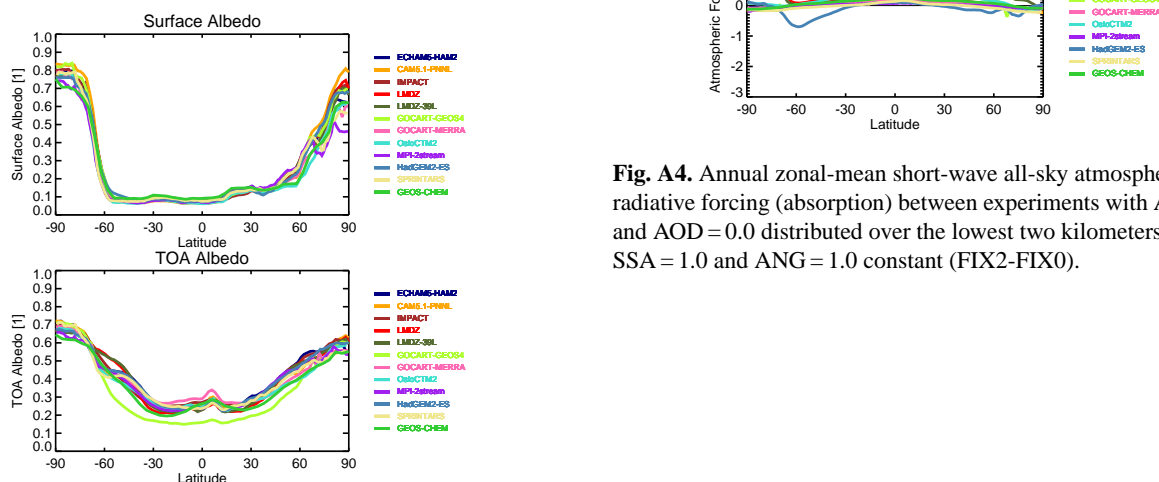 Surface Albedo
1.0
0.9
0.8
0.7
0.6
0.5
0.4
0.3
0.2
0.1
0.0
Surface Albedo [1]
-90 -60 -30 0 30 60 90
Latitude
ECHAM5-HAM2
CAM5.1-PNNL
IMPACT
LMDZ
LMDZ-39L
GOCART-GEOS4
GOCART-MERRA
OsloCTM2
MPI-2stream
HadGEM2-ES
SPRINTARS
GEOS-CHEM
TOA Albedo
1.0
0.9
0.8
0.7
0.6
0.5
0.4
0.3
0.2
0.1
0.0
TOA Albedo [1]
-90 -60 -30 0 30 60 90
Latitude
ECHAM5-HAM2
CAM5.1-PNNL
IMPACT
LMDZ
LMDZ-39L
GOCART-GEOS4
GOCART-MERRA
OsloCTM2
MPI-2stream
HadGEM2-ES
SPRINTARS
GEOS-CHEM
0
-1
-2
-3
Atmospheric Fo
-90 -60 -30 0 30 60 90
Latitude
GOCART-MERRA
OsloCTM2
MPI-2stream
HadGEM2-ES
SPRINTARS
GEOS-CHEM
Fig. A4. Annual zonal-mean short-wave all-sky atmosphe
radiative forcing (absorption) between experiments with A
and AOD = 0.0 distributed over the lowest two kilometers
SSA = 1.0 and ANG = 1.0 constant (FIX2-FIX0).